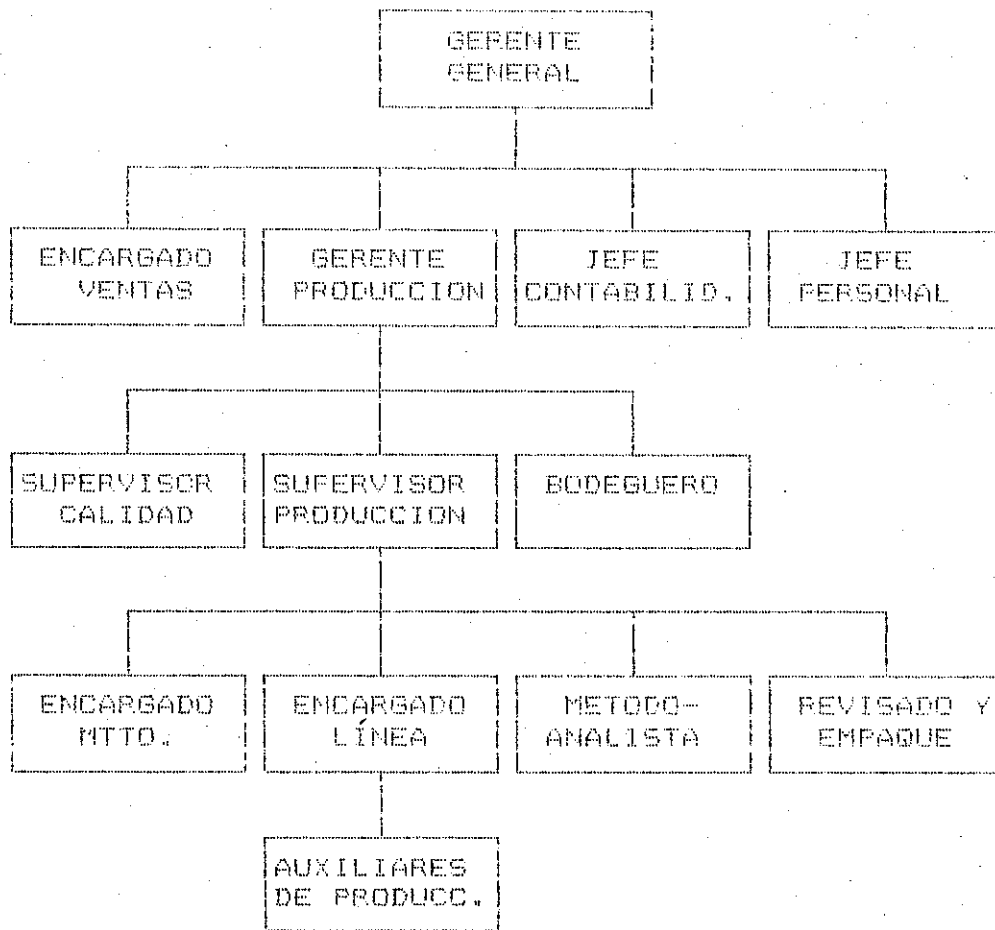 GERENTE
GENERAL
ENCARGADO
VENTAS
GERENTE
PRODUCCION
JEFE
CONTABILID.
JEFE
PERSONAL
SUPERVISOR
CALIDAD
SUPERVISOR
PRODUCCION
BODEGUERO
ENCARGADO
MTTO.
ENCARGADO
LÍNEA
METODO-
ANALISTA
REVISADO Y
EMPAQUE
AUXILIARES
DE PRODUCC.